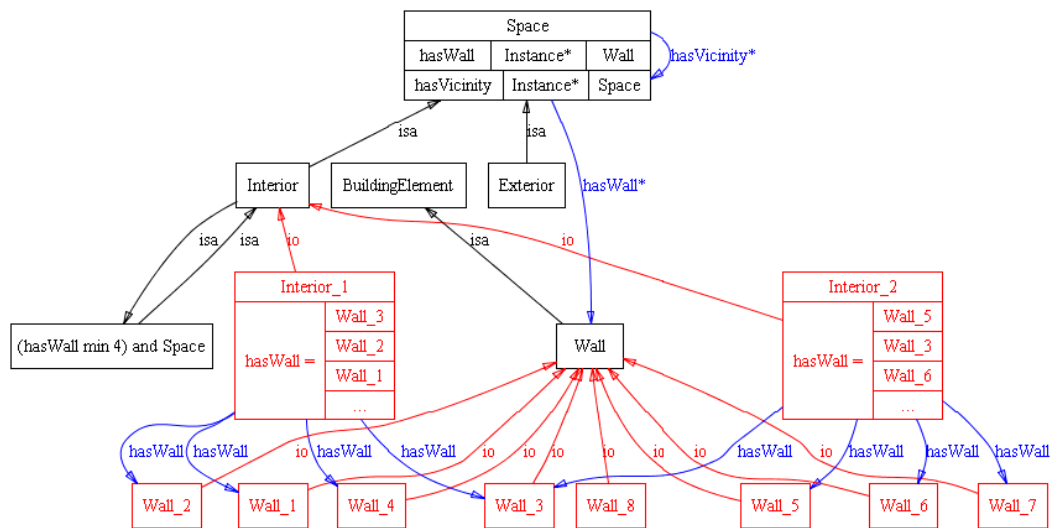 Space
hasWall Instance* Wall
hasVicinity Instance* Space
hasVicinity*
isa
isa
Interior
BuildingElement
Exterior
hasWall*
isa
isa
io
isa
io
Interior_1
hasWall =
Wall_3
Wall_2
Wall_1
...
Interior_2
hasWall =
Wall_5
Wall_3
Wall_6
...
(hasWall min 4) and Space
Wall
hasWall
io
hasWall
io
hasWall
io
hasWall
io
io
io
hasWall
io
hasWall
io
hasWall
hasWall
Wall_2
Wall_1
Wall_4
Wall_3
Wall_8
Wall_5
Wall_6
Wall_7